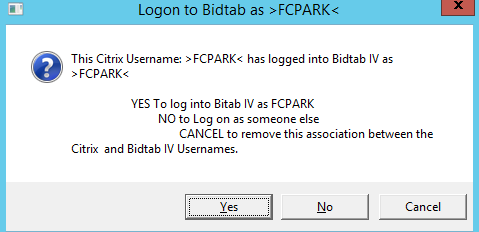 Logon to Bidtab as >FCPARK<
x
This Citrix Username: >FCPARK< has logged into Bidtab IV as
>FCPARK<
YES To log into Bitab IV as FCPARK
NO to Log on as someone else
CANCEL to remove this association between the
Citrix and Bidtab IV Usernames.
Yes
No
Cancel